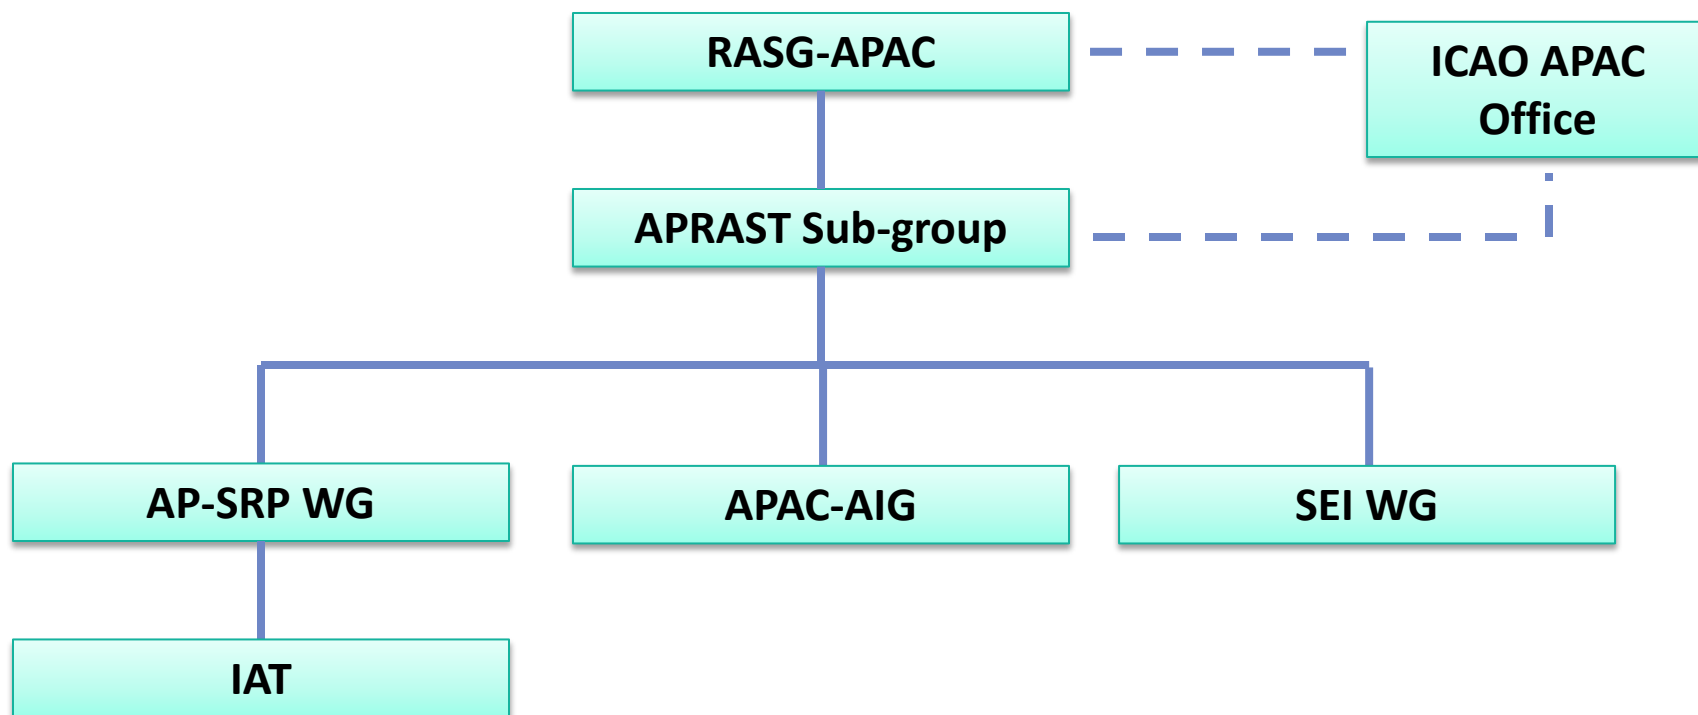 RASG-APAC
ICAO APAC
Office
APRAST Sub-group
AP-SRP WG
APAC-AIG
SEI WG
IAT